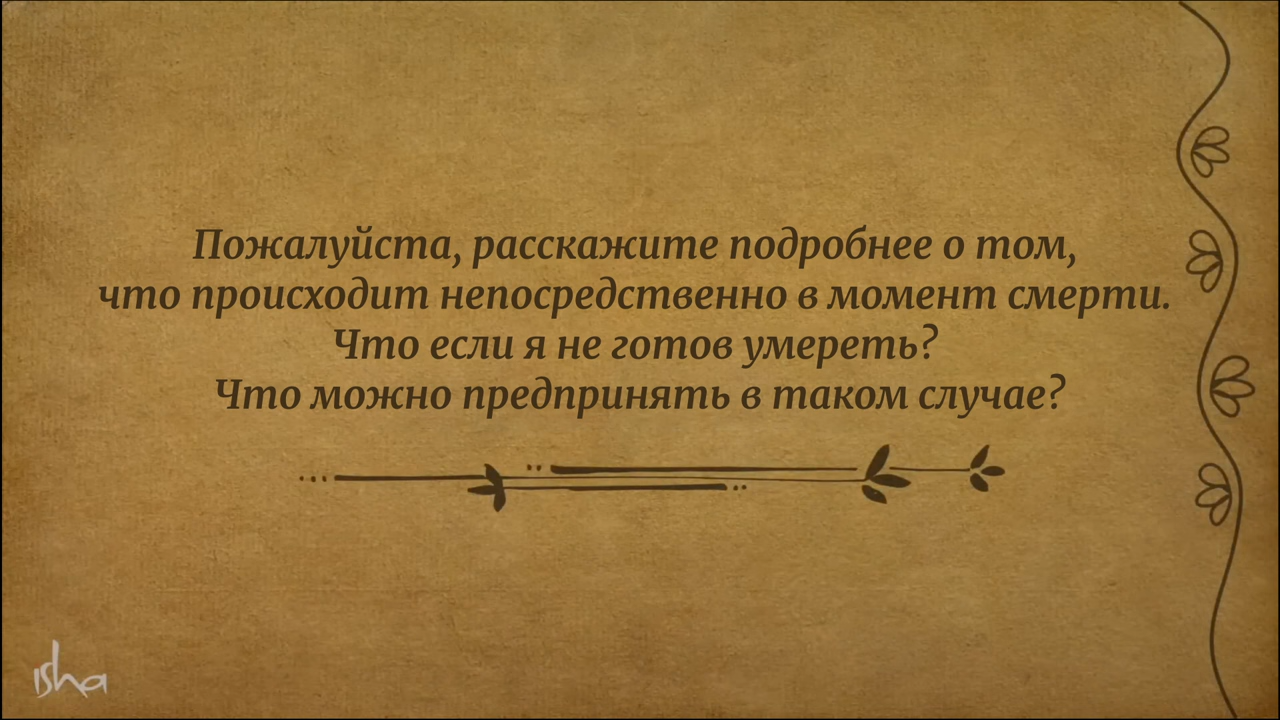 Пожалуйста, расскажите подробнее о том,
что происходит непосредственно в момент смерти.
Что если я не готов умереть?
Что можно предпринять в таком случае?
isha